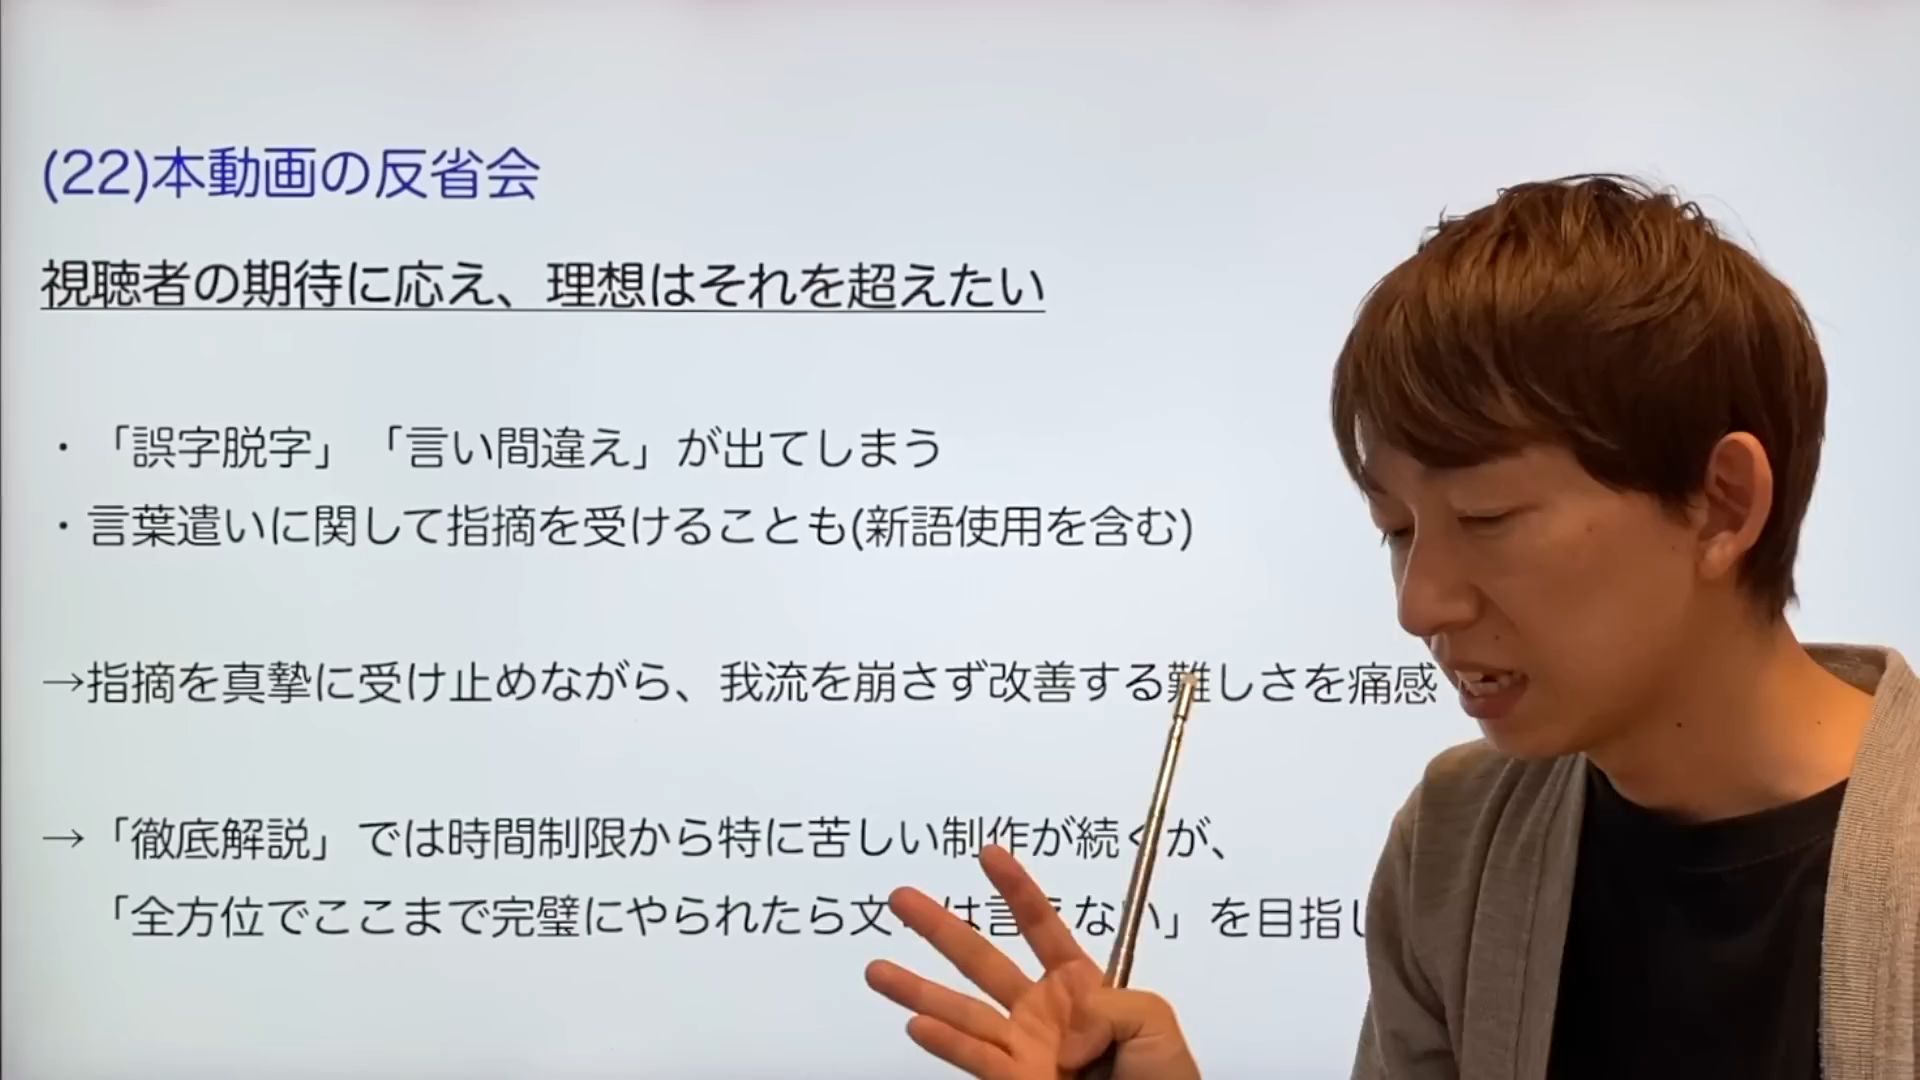 (22)本動画の反省会
視聴者の期待に応え、理想はそれを超えたい
・「誤字脱字」「言い間違え」が出てしまう
・言葉遣いに関して指摘を受けることも(新語使用を含む)
→指摘を真摯に受け止めながら、我流を崩さず改善する難しさを痛感
→「徹底解説」では時間制限から特に苦しい制作が続くが、
「全方位でここまで完璧にやられたら文 は言えない」を目指し